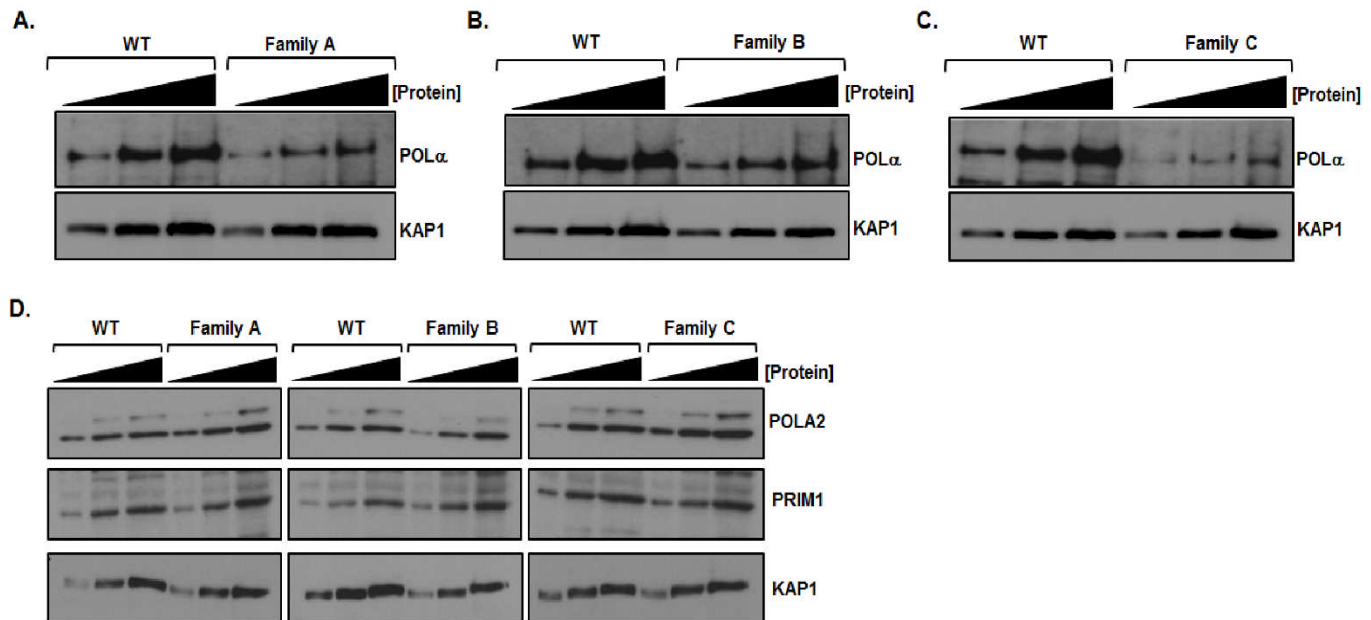 A.
WT Family A
[Protein]
POLα
KAP1
B.
WT Family B
[Protein]
POLα
KAP1
C.
WT Family C
[Protein]
POLα
KAP1
D.
WT Family A WT Family B WT Family C
[Protein]
POLA2
PRIM1
KAP1